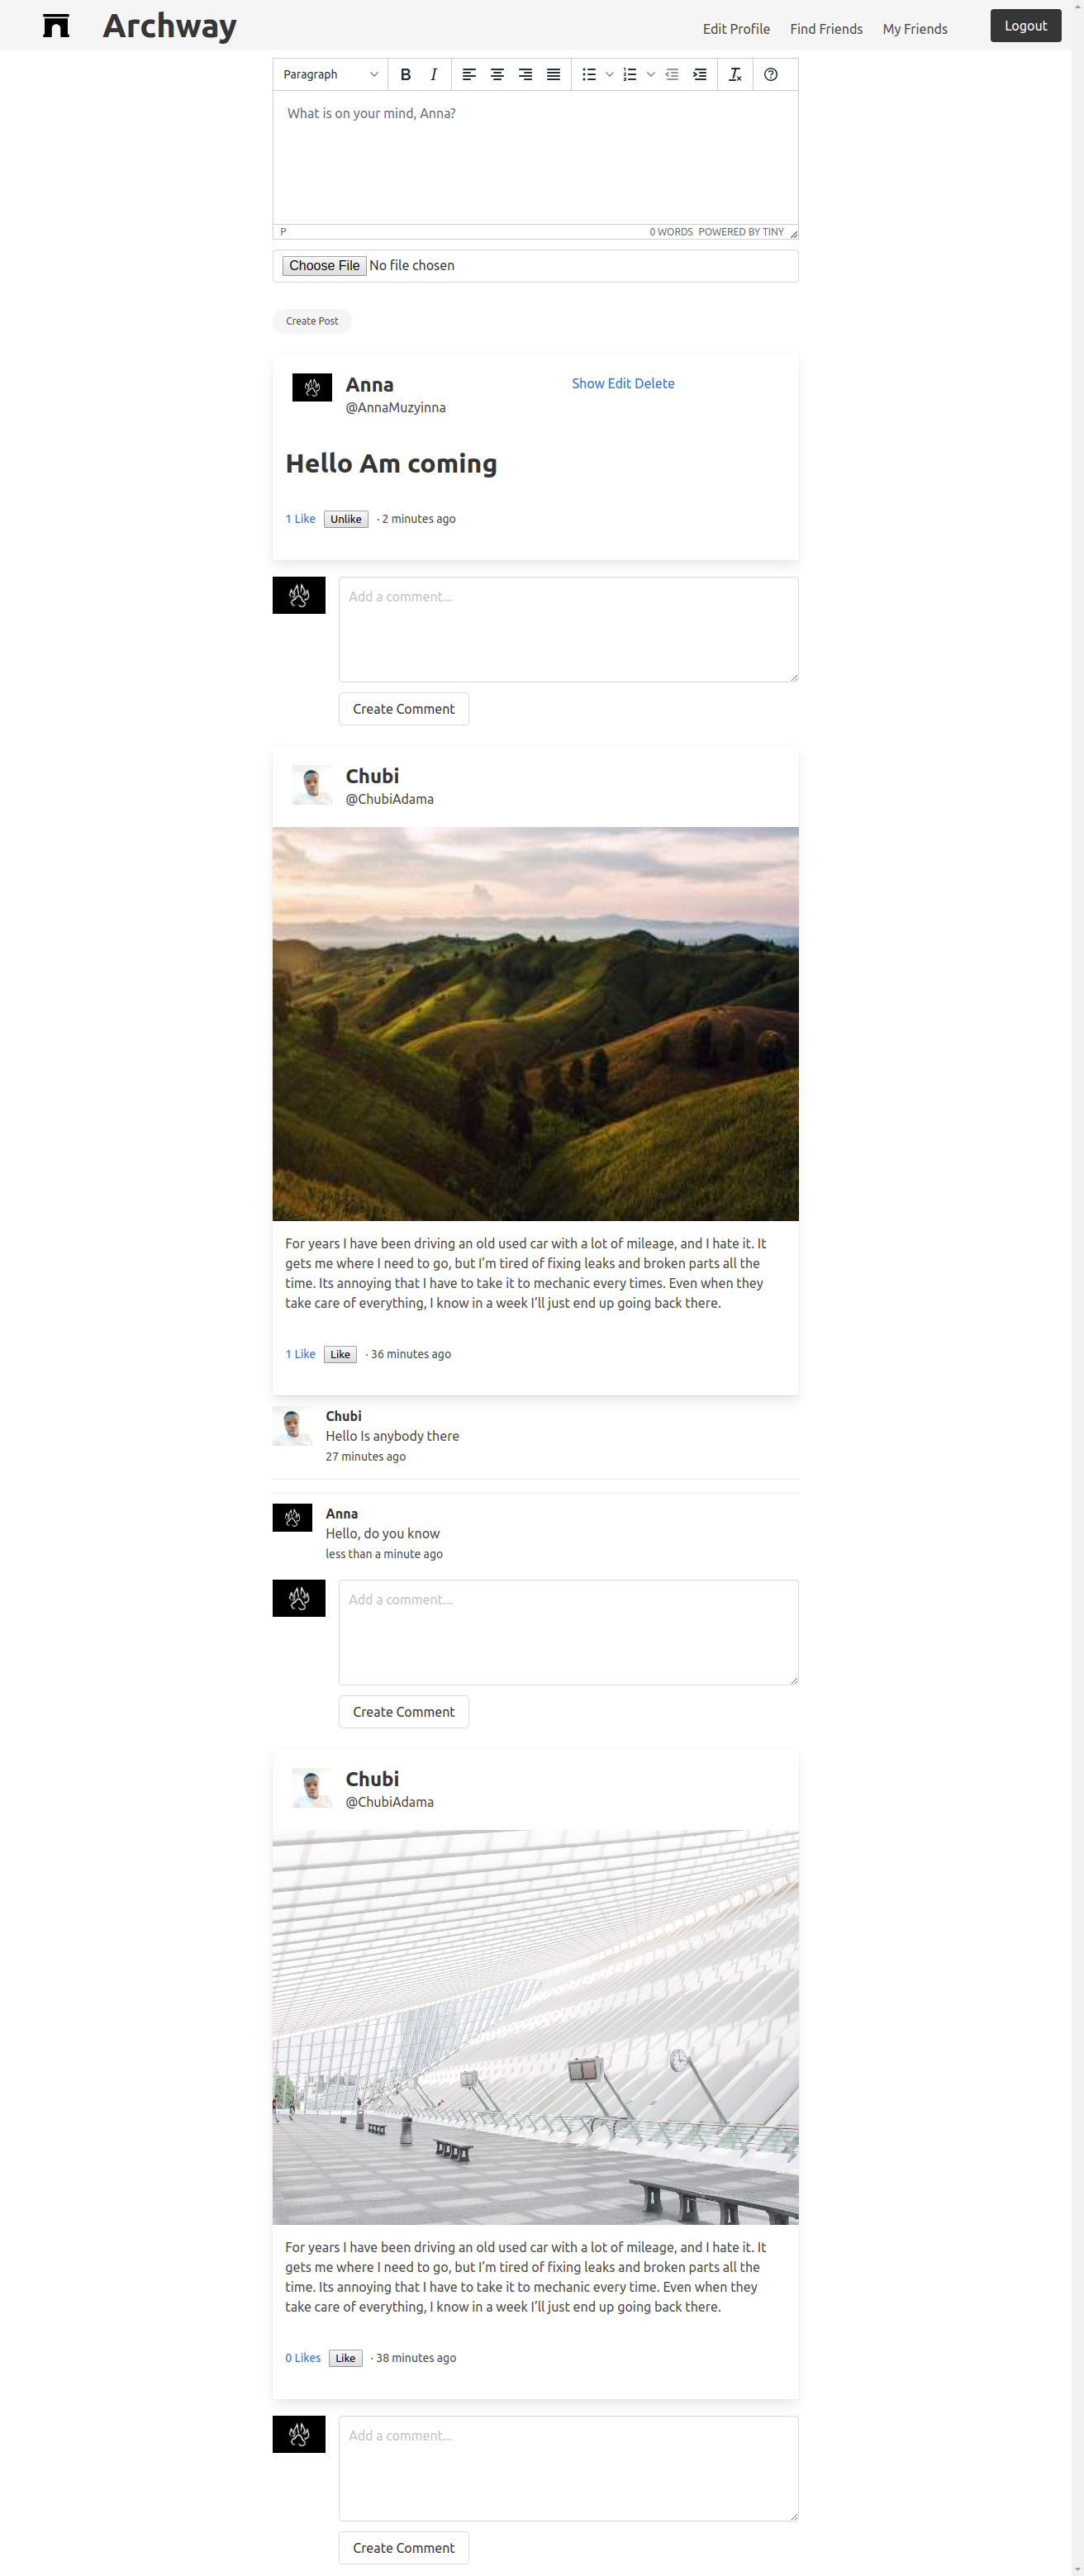 Archway
Edit Profile Find Friends My Friends Logout
Paragraph B I
What is on your mind, Anna?
P 0 WORDS POWERED BY TINY
Choose File No file chosen
Create Post
Anna
@AnnaMuzyinna
Show Edit Delete
Hello Am coming
1 Like Unlike · 2 minutes ago
Add a comment...
Create Comment
Chubi
@ChubiAdama
For years I have been driving an old used car with a lot of mileage, and I hate it. It
gets me where I need to go, but I’m tired of fixing leaks and broken parts all the
time. Its annoying that I have to take it to mechanic every times. Even when they
take care of everything, I know in a week I’ll just end up going back there.
1 Like Like · 36 minutes ago
Chubi
Hello Is anybody there
27 minutes ago
Anna
Hello, do you know
less than a minute ago
Add a comment...
Create Comment
Chubi
@ChubiAdama
For years I have been driving an old used car with a lot of mileage, and I hate it. It
gets me where I need to go, but I’m tired of fixing leaks and broken parts all the
time. Its annoying that I have to take it to mechanic every time. Even when they
take care of everything, I know in a week I’ll just end up going back there.
0 Likes Like · 38 minutes ago
Add a comment...
Create Comment